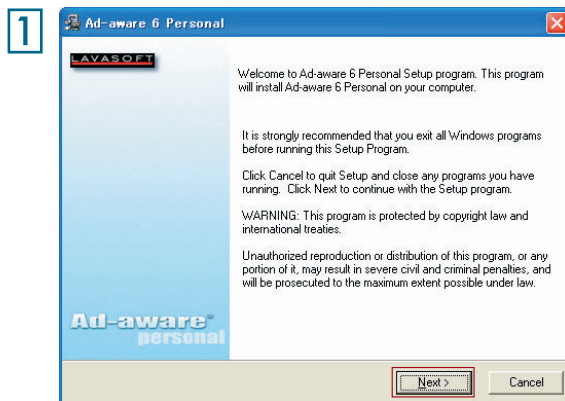 1
Ad-aware 6 Personal
LAVASOFT
Welcome to Ad-aware 6 Personal Setup program. This program
will install Ad-aware 6 Personal on your computer.
It is strongly recommended that you exit all Windows programs
before running this Setup Program.
Click Cancel to quit Setup and close any programs you have
running. Click Next to continue with the Setup program.
WARNING: This program is protected by copyright law and
international treaties.
Unauthorized reproduction or distribution of this program, or any
portion of it, may result in severe civil and criminal penalties, and
will be prosecuted to the maximum extent possible under law.
Ad-aware®
personal
Next >
Cancel